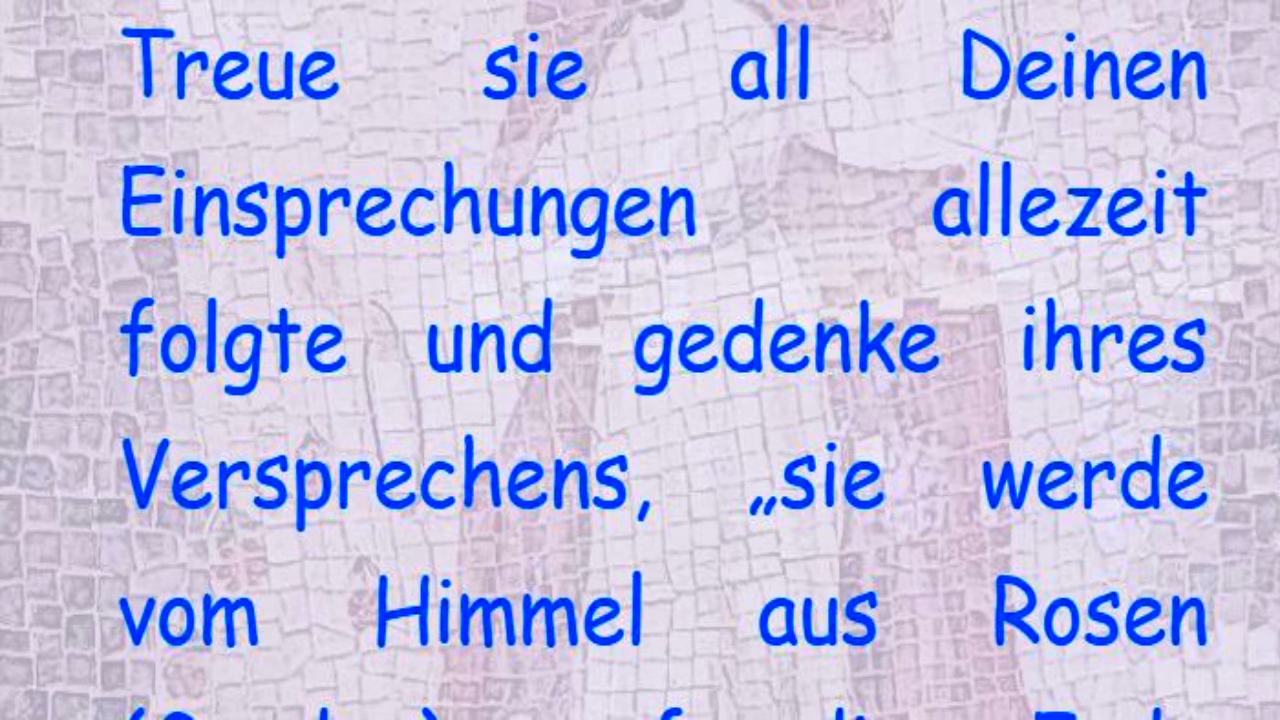 Treue sie all Deinen
Einsprechungen allezeit
folgte und gedenke ihres
Versprechens, „sie werde
vom Himmel aus Rosen